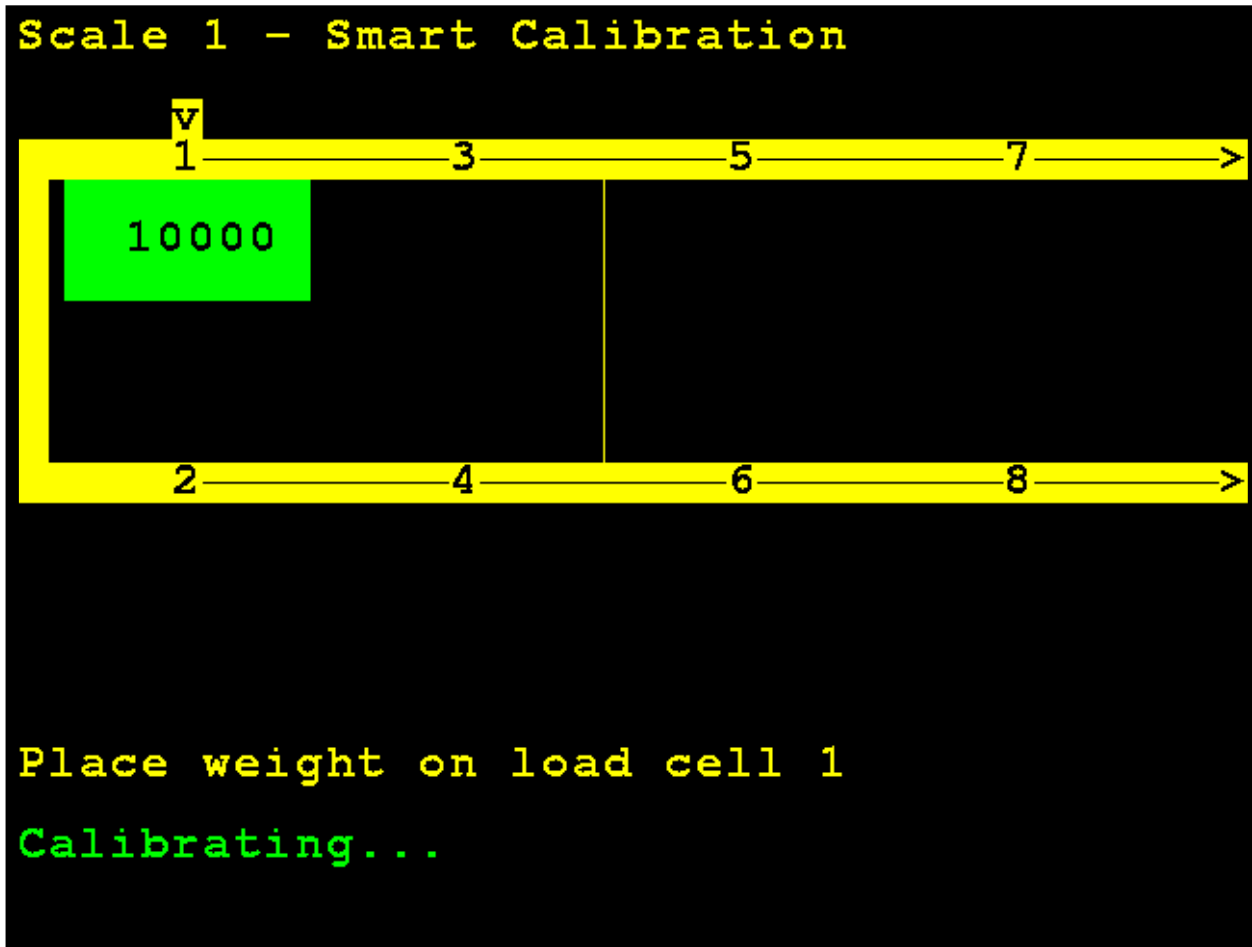 Scale 1 - Smart Calibration
v
1 3 5 7 >
10000
2 4 6 8 >
Place weight on load cell 1
Calibrating...